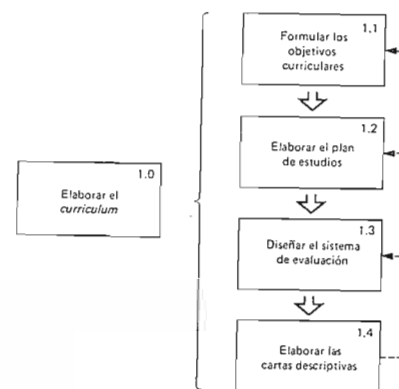 1.0
Elaborar el
curriculum
1.1
Formular los
objetivos
curriculares
1.2
Elaborar el plan
de estudios
1.3
Diseñar el sistema
de evaluación
1.4
Elaborar las
cartas descriptivas